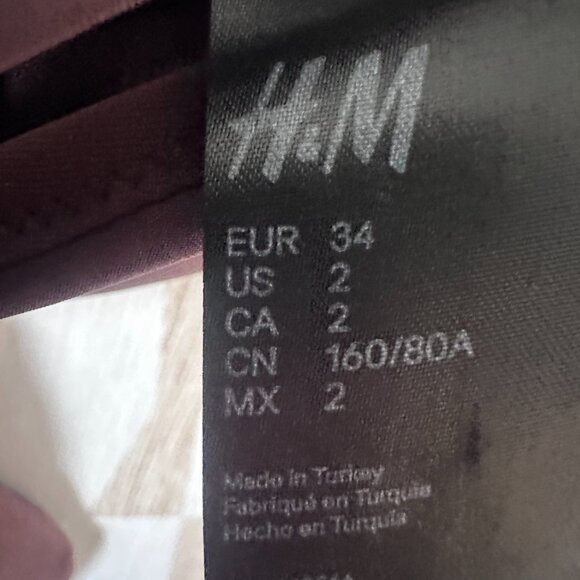 H&M
EUR 34
US 2
CA 2
CN 160/80A
MX 2
Made in Turkey
Fabriqué en Turquie
Hecho en Turquía